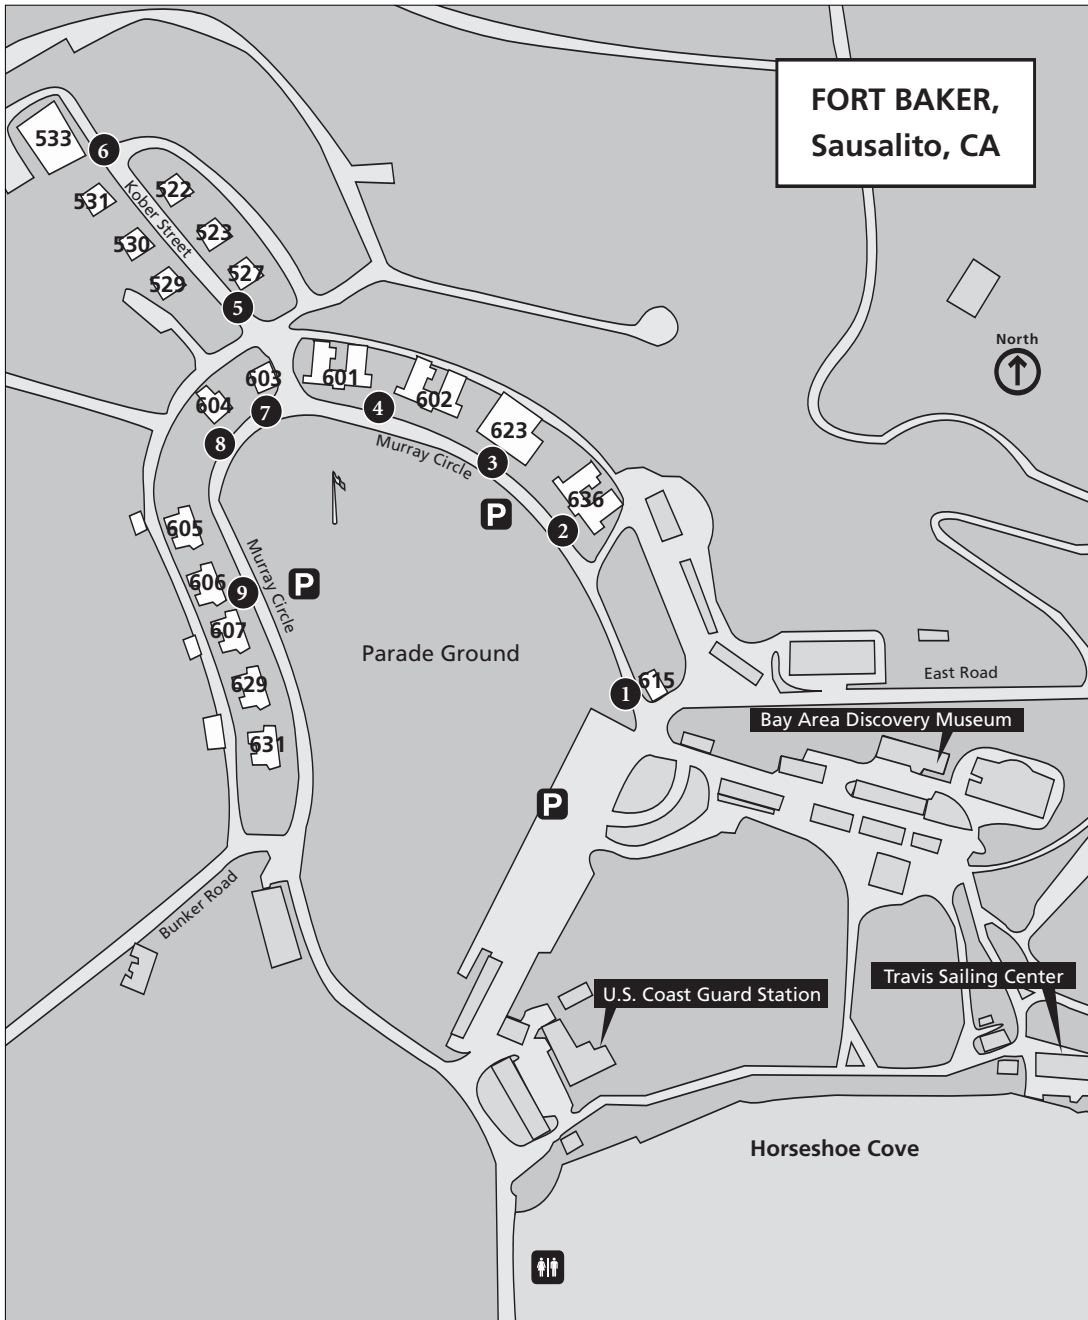 FORT BAKER,
Sausalito, CA
533
6
531
522
Kober Street
530
523
529
527
5
North
603
601
604
602
4
7
623
8
Murray Circle
3
636
P
2
605
Murray Circle
606
9
P
607
Parade Ground
629
1
615
East Road
Bay Area Discovery Museum
631
P
Bunker Road
Travis Sailing Center
U.S. Coast Guard Station
Horseshoe Cove